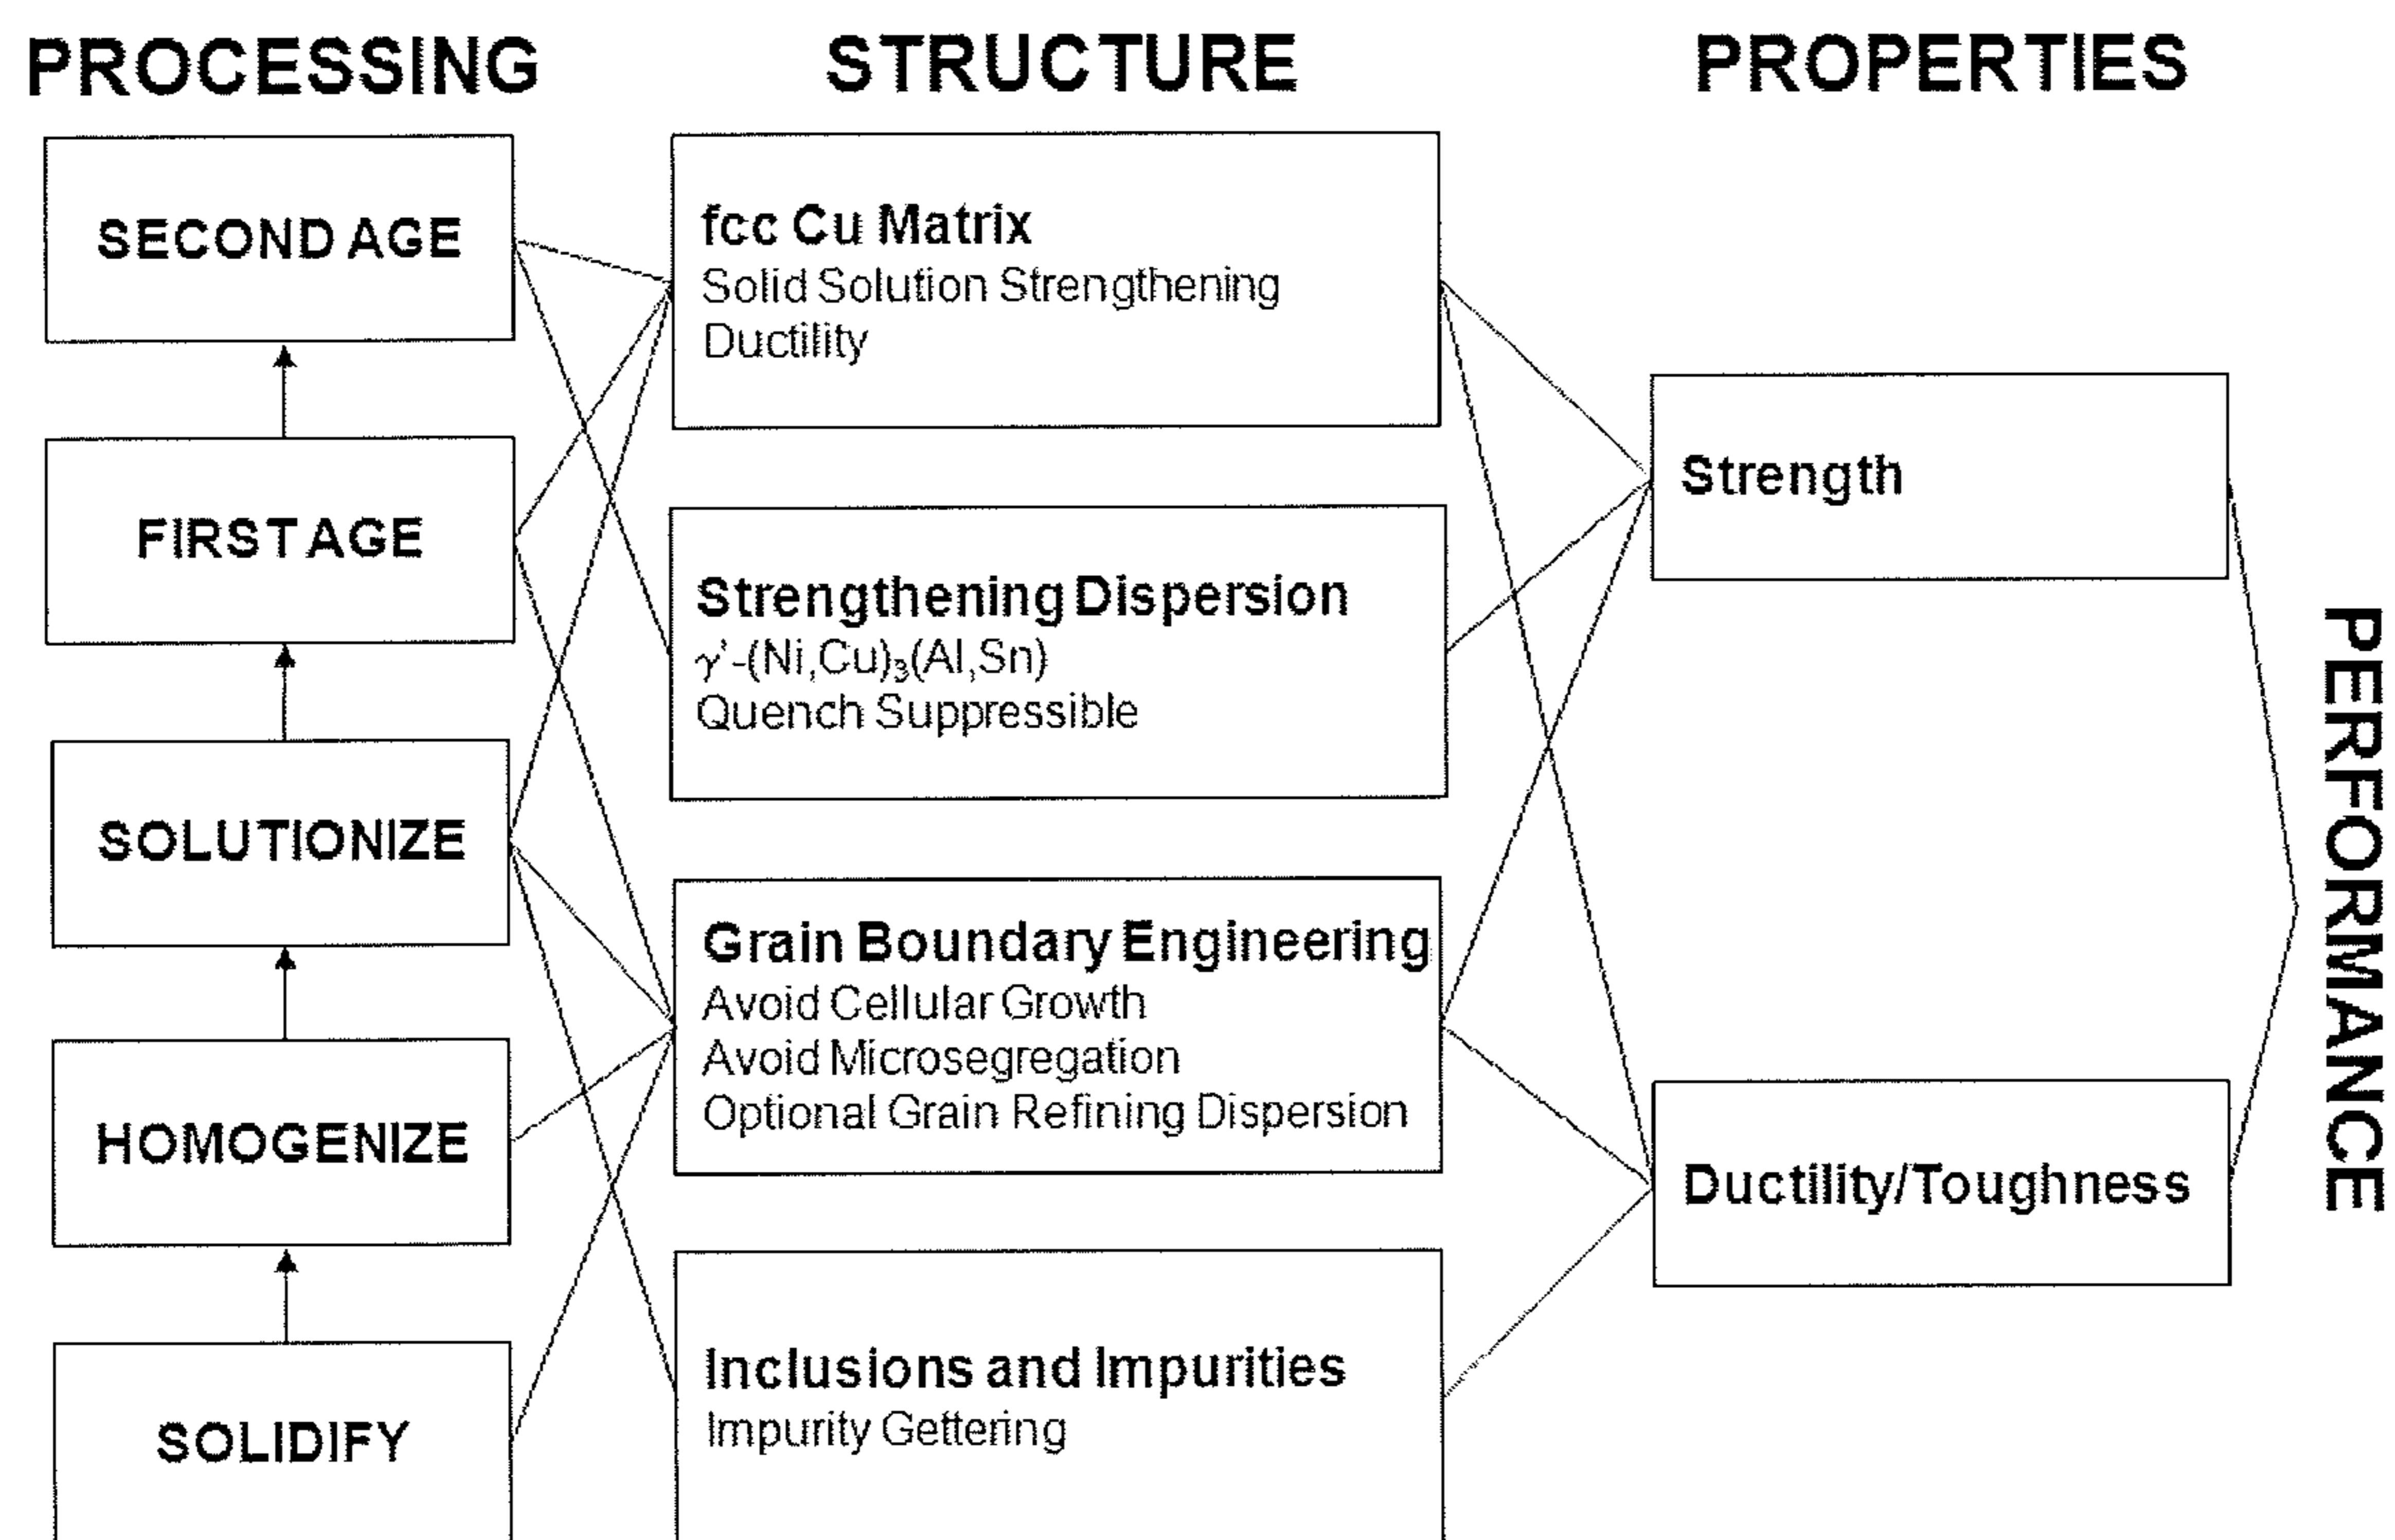 PROCESSING
STRUCTURE
PROPERTIES
SECOND AGE
FIRST AGE
SOLUTIONIZE
HOMOGENIZE
SOLIDIFY
fcc Cu Matrix
Solid Solution Strengthening
Ductility
Strengthening Dispersion
γ'-(Ni,Cu)₃(Al,Sn)
Quench Suppressible
Grain Boundary Engineering
Avoid Cellular Growth
Avoid Microsegregation
Optional Grain Refining Dispersion
Inclusions and Impurities
Impurity Gettering
Strength
Ductility/Toughness
PERFORMANCE